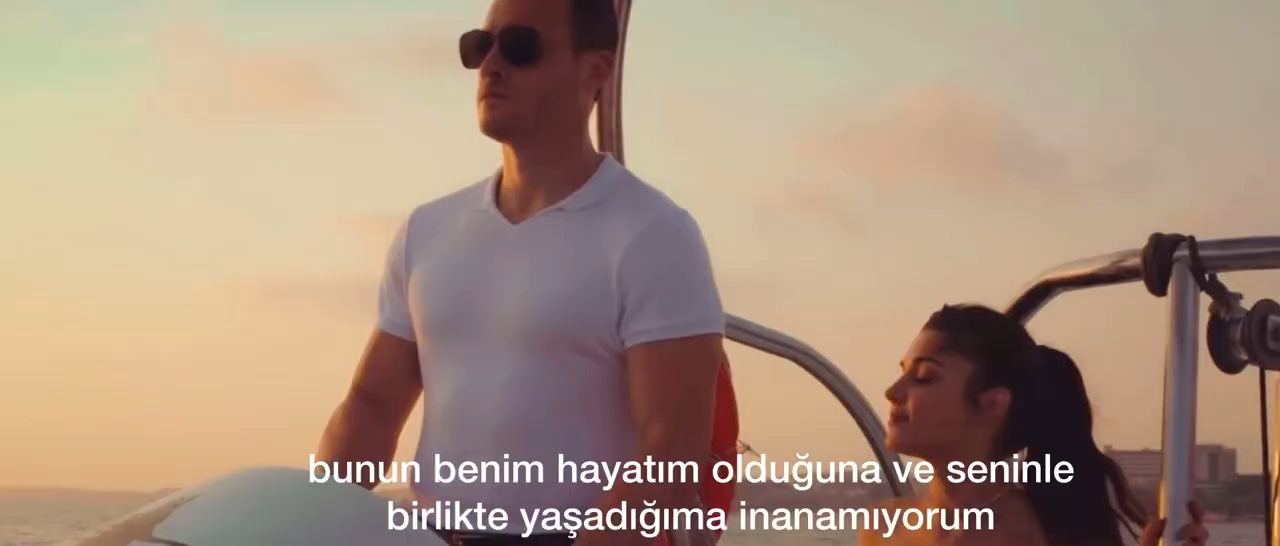 bunun benim hayatım olduğuna ve seninle
birlikte yaşadığıma inanamıyorum